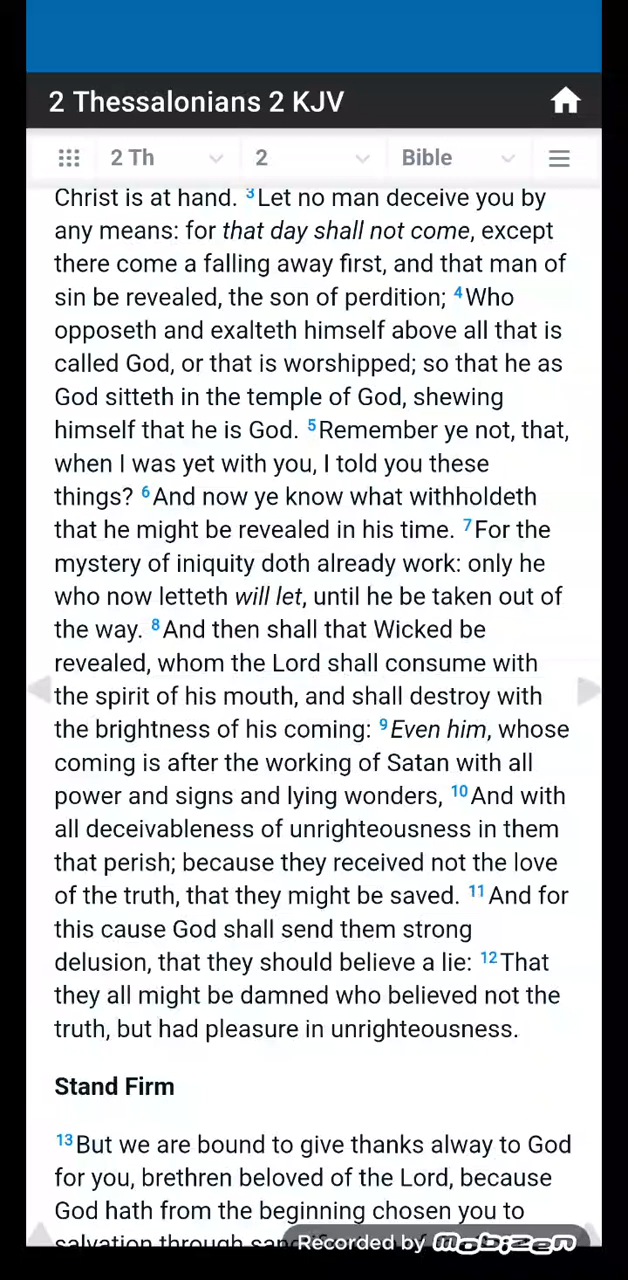 2 Thessalonians 2 KJV
2 Th 2 Bible
Christ is at hand. 3 Let no man deceive you by
any means: for that day shall not come, except
there come a falling away first, and that man of
sin be revealed, the son of perdition; 4 Who
opposeth and exalteth himself above all that is
called God, or that is worshipped; so that he as
God sitteth in the temple of God, shewing
himself that he is God. 5 Remember ye not, that,
when I was yet with you, I told you these
things? 6 And now ye know what withholdeth
that he might be revealed in his time. 7 For the
mystery of iniquity doth already work: only he
who now letteth will let, until he be taken out of
the way. 8 And then shall that Wicked be
revealed, whom the Lord shall consume with
the spirit of his mouth, and shall destroy with
the brightness of his coming: 9 Even him, whose
coming is after the working of Satan with all
power and signs and lying wonders, 10 And with
all deceivableness of unrighteousness in them
that perish; because they received not the love
of the truth, that they might be saved. 11 And for
this cause God shall send them strong
delusion, that they should believe a lie: 12 That
they all might be damned who believed not the
truth, but had pleasure in unrighteousness.
Stand Firm
13 But we are bound to give thanks alway to God
for you, brethren beloved of the Lord, because
God hath from the beginning chosen you to
salvation through
Recorded by Mobizen